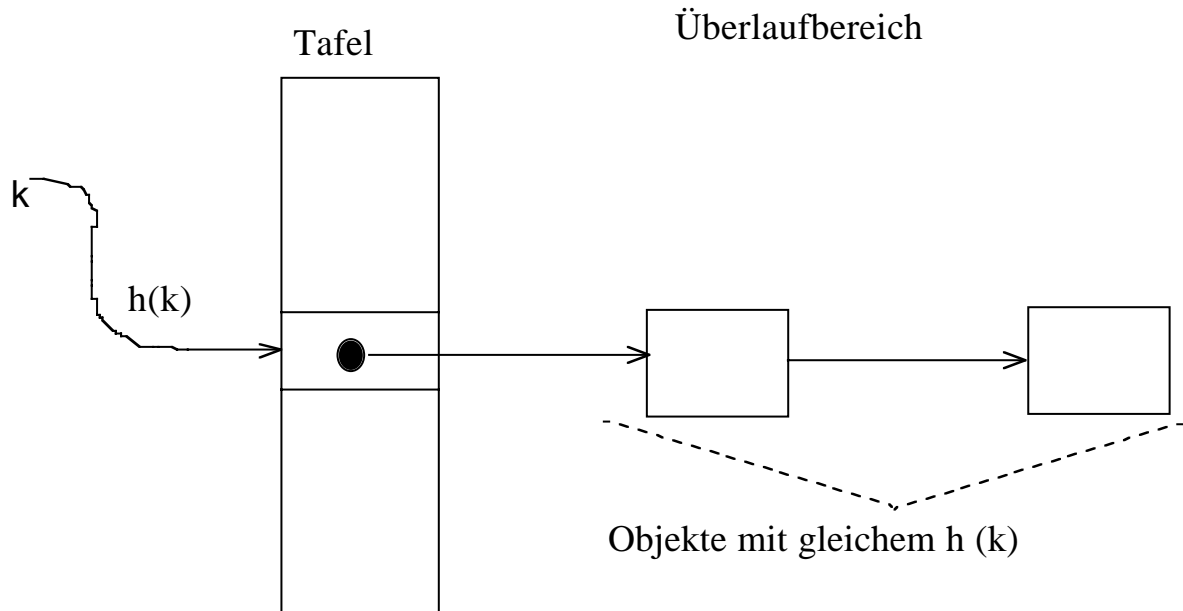 Tafel
Überlaufbereich
k
h(k)
Objekte mit gleichem h (k)